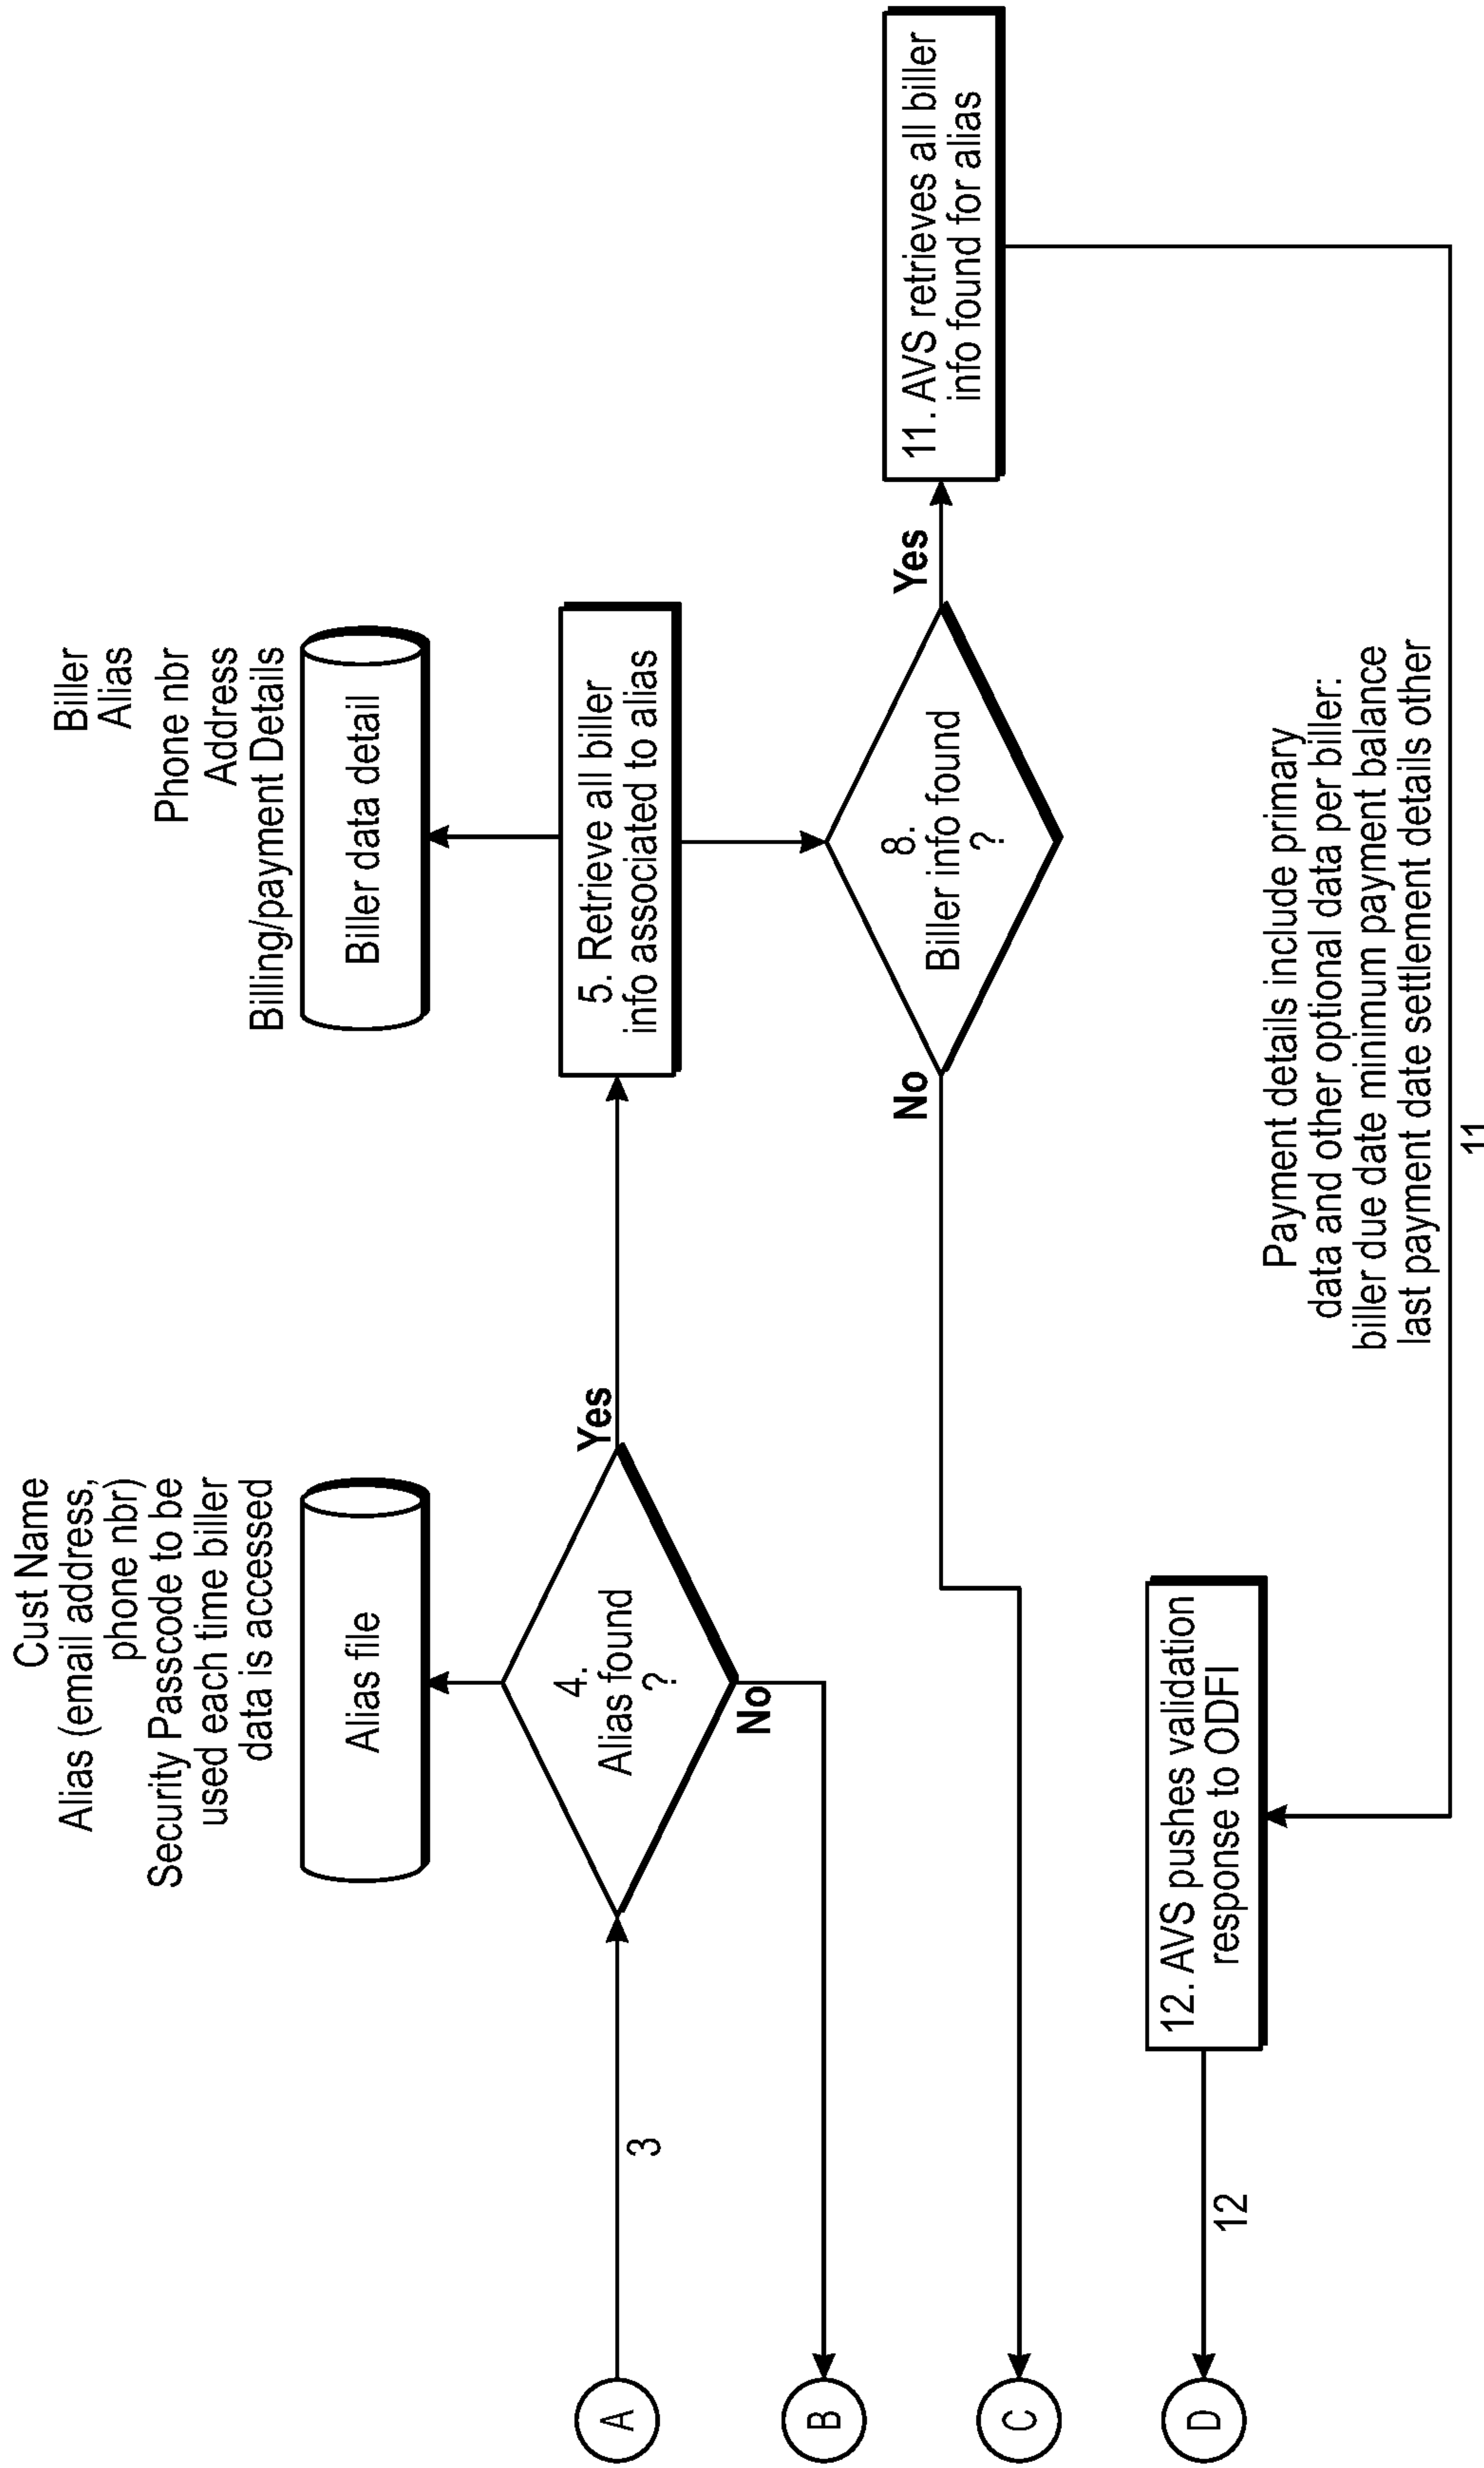 Cust Name
Alias (email address,
phone nbr)
Security Passcode to be
used each time biller
data is accessed
Biller
Alias
Phone nbr
Address
Billing/payment Details
Alias file
Biller data detail
A
3
4.
Alias found
?
Yes
No
5. Retrieve all biller
info associated to alias
B
8.
Biller info found
?
No
Yes
11. AVS retrieves all biller
info found for alias
C
D
12
12. AVS pushes validation
response to ODFI
Payment details include primary
data and other optional data per biller:
biller due date minimum payment balance
last payment date settlement details other
11